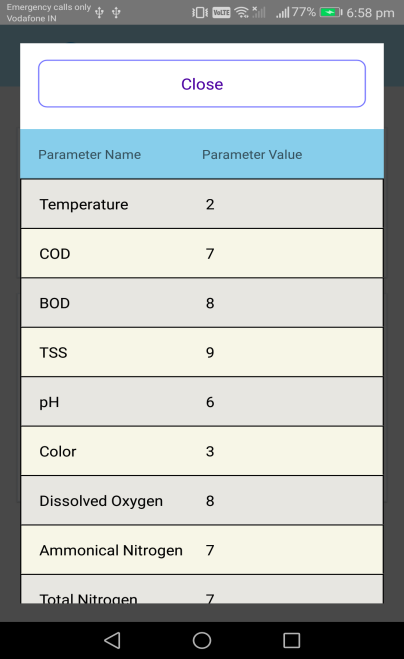 Emergency calls only
Vodafone IN
VoLTE
77%
6:58 pm
Close
Parameter Name Parameter Value
Temperature 2
COD 7
BOD 8
TSS 9
pH 6
Color 3
Dissolved Oxygen 8
Ammonical Nitrogen 7
Total Nitrogen 7